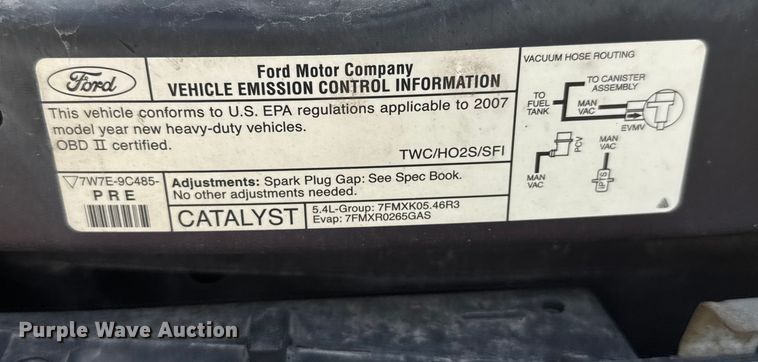 Ford
Ford Motor Company
VEHICLE EMISSION CONTROL INFORMATION
This vehicle conforms to U.S. EPA regulations applicable to 2007
model year new heavy-duty vehicles.
OBD II certified.
TWC/HO2S/SFI
7W7E-9C485-
PRE
Adjustments: Spark Plug Gap: See Spec Book.
No other adjustments needed.
CATALYST
5.4L-Group: 7FMXK05.46R3
Evap: 7FMXR0265GAS
VACUUM HOSE ROUTING
TO CANISTER
ASSEMBLY
TO
FUEL
TANK
MAN
VAC
EVMV
PCV
MAN
VAC
MAN
VAC
Purple Wave Auction